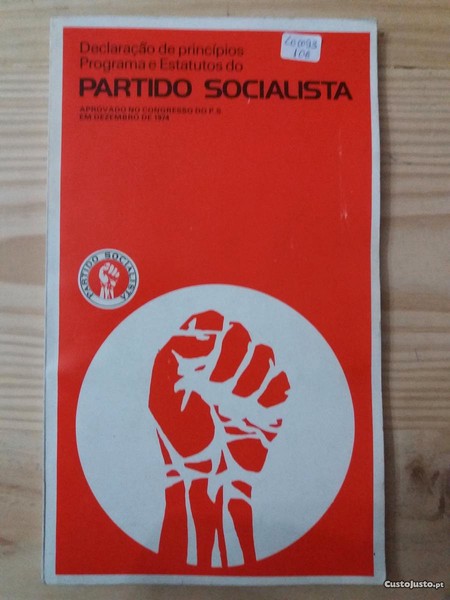 Declaração de princípios
Programa e Estatutos do
PARTIDO SOCIALISTA
APROVADO NO CONGRESSO DO P.S.
EM DEZEMBRO DE 1974
10€
PARTIDO SOCIALISTA
CustoJusto.pt